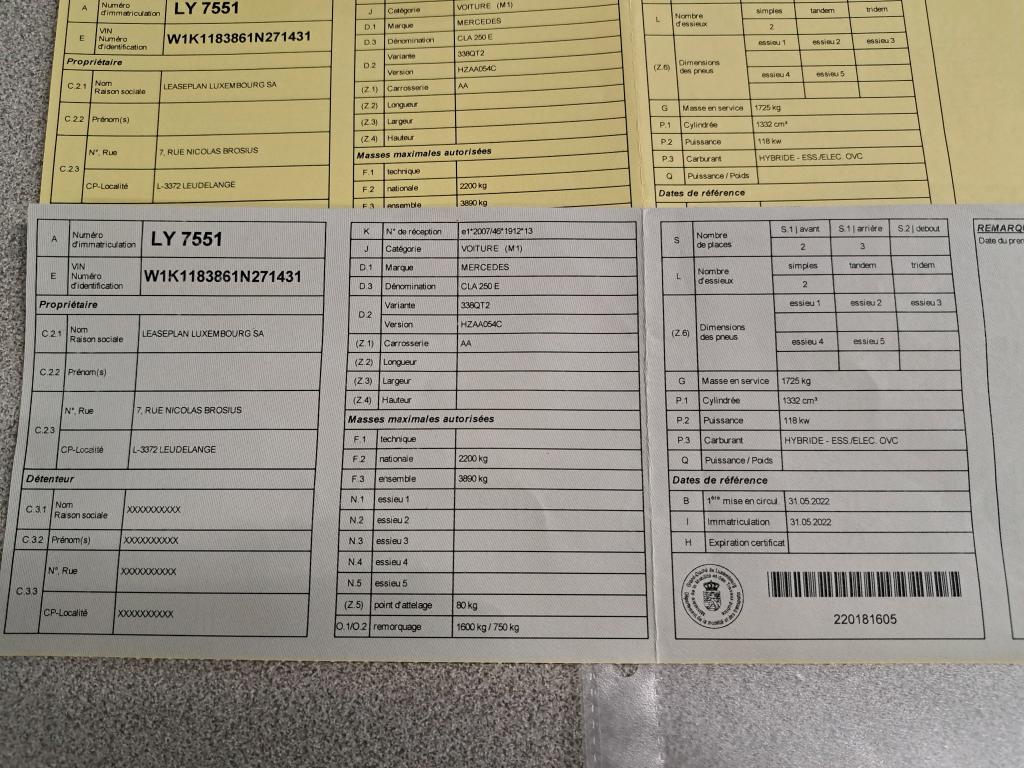 A Numéro d'immatriculation LY 7551
E VIN Numéro d'identification W1K1183861N271431
Propriétaire
C.2.1 Nom Raison sociale LEASEPLAN LUXEMBOURG SA
C.2.2 Prénom(s)
C.2.3 N°, Rue 7, RUE NICOLAS BROSIUS
CP-Localité L-3372 LEUDELANGE
J Catégorie VOITURE (M1)
D.1 Marque MERCEDES
D.3 Dénomination CLA 250 E
D.2 Variante 338QT2
Version HZAA054C
(Z.1) Carrosserie AA
(Z.2) Longueur
(Z.3) Largeur
(Z.4) Hauteur
Masses maximales autorisées
F.1 technique
F.2 nationale 2200 kg
F.3 ensemble 3890 kg
L Nombre d'essieux simples tandem tridem
2
(Z.6) Dimensions des pneus essieu 1 essieu 2 essieu 3
essieu 4 essieu 5
G Masse en service 1725 kg
P.1 Cylindrée 1332 cm³
P.2 Puissance 118 kw
P.3 Carburant HYBRIDE - ESS./ELEC. OVC
Q Puissance / Poids
Dates de référence
A Numéro d'immatriculation LY 7551
E VIN Numéro d'identification W1K1183861N271431
Propriétaire
C.2.1 Nom Raison sociale LEASEPLAN LUXEMBOURG SA
C.2.2 Prénom(s)
C.2.3 N°, Rue 7, RUE NICOLAS BROSIUS
CP-Localité L-3372 LEUDELANGE
Détenteur
C.3.1 Nom Raison sociale XXXXXXXXXX
C.3.2 Prénom(s) XXXXXXXXXX
C.3.3 N°, Rue XXXXXXXXXX
CP-Localité XXXXXXXXXX
K N° de réception e1*2007/46*1912*13
J Catégorie VOITURE (M1)
D.1 Marque MERCEDES
D.3 Dénomination CLA 250 E
D.2 Variante 338QT2
Version HZAA054C
(Z.1) Carrosserie AA
(Z.2) Longueur
(Z.3) Largeur
(Z.4) Hauteur
Masses maximales autorisées
F.1 technique
F.2 nationale 2200 kg
F.3 ensemble 3890 kg
N.1 essieu 1
N.2 essieu 2
N.3 essieu 3
N.4 essieu 4
N.5 essieu 5
(Z.5) point d'attelage 80 kg
O.1/O.2 remorquage 1600 kg / 750 kg
S Nombre de places S.1 | avant S.1 | arrière S.2 | debout
2 3
L Nombre d'essieux simples tandem tridem
2
(Z.6) Dimensions des pneus essieu 1 essieu 2 essieu 3
essieu 4 essieu 5
G Masse en service 1725 kg
P.1 Cylindrée 1332 cm³
P.2 Puissance 118 kw
P.3 Carburant HYBRIDE - ESS./ELEC. OVC
Q Puissance / Poids
Dates de référence
B 1ère mise en circul. 31.05.2022
I Immatriculation 31.05.2022
H Expiration certificat
220181605
REMARQU
Date du prem